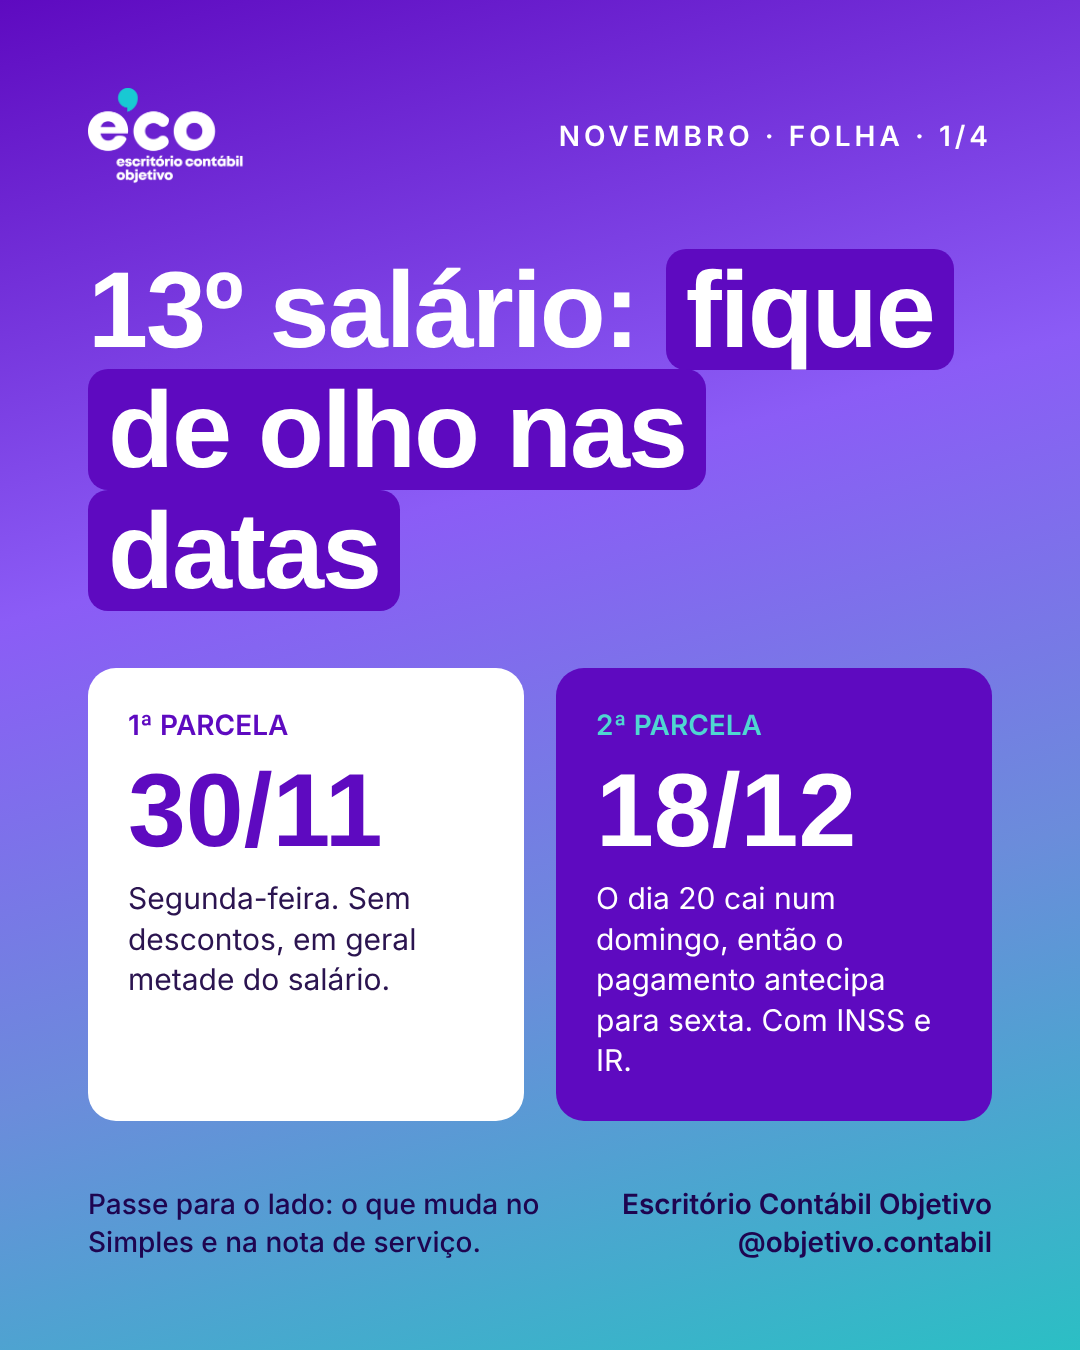 eco
escritório contábil
objetivo
NOVEMBRO · FOLHA · 1/4
13º salário: fique
de olho nas
datas
1ª PARCELA
30/11
Segunda-feira. Sem
descontos, em geral
metade do salário.
2ª PARCELA
18/12
O dia 20 cai num
domingo, então o
pagamento antecipa
para sexta. Com INSS e
IR.
Passe para o lado: o que muda no
Simples e na nota de serviço.
Escritório Contábil Objetivo
@objetivo.contabil